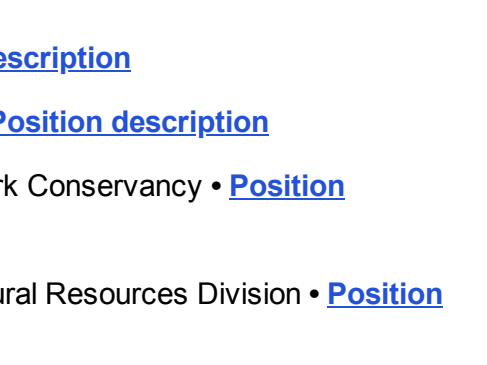 escription
Position description
rk Conservancy • Position
ural Resources Division • Position